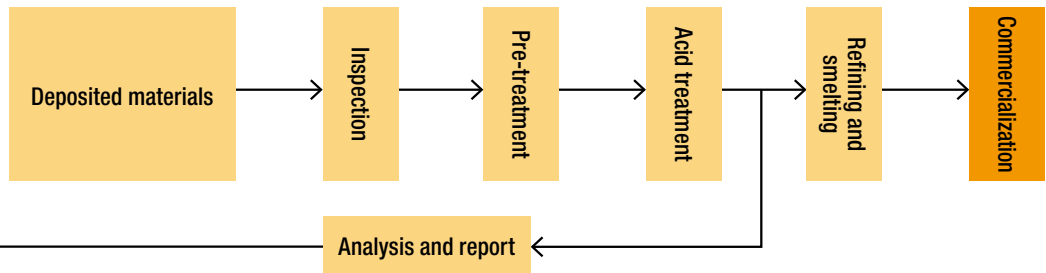 Deposited materials
Inspection
Pre-treatment
Acid treatment
Refining and
smelting
Commercialization
Analysis and report